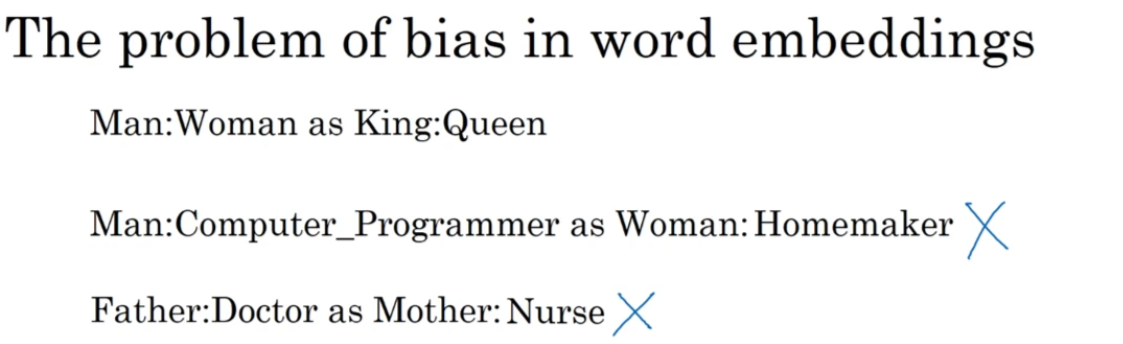 The problem of bias in word embeddings
Man:Woman as King:Queen
Man:Computer_Programmer as Woman:Homemaker
Father:Doctor as Mother:Nurse